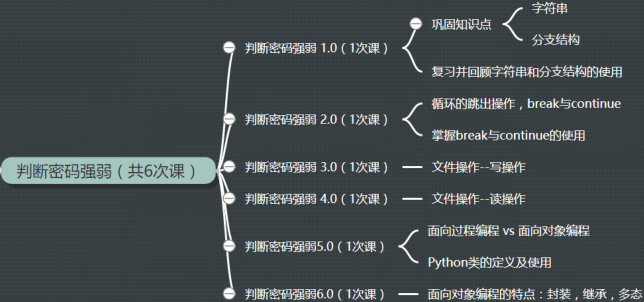 字符串
巩固知识点
分支结构
判断密码强弱 1.0（1次课）
复习并回顾字符串和分支结构的使用
循环的跳出操作，break与continue
判断密码强弱 2.0（1次课）
掌握break与continue的使用
判断密码强弱（共6次课）
判断密码强弱 3.0（1次课）
文件操作--写操作
判断密码强弱 4.0（1次课）
文件操作--读操作
面向过程编程 vs 面向对象编程
判断密码强弱5.0（1次课）
Python类的定义及使用
判断密码强弱6.0（1次课）
面向对象编程的特点：封装，继承，多态